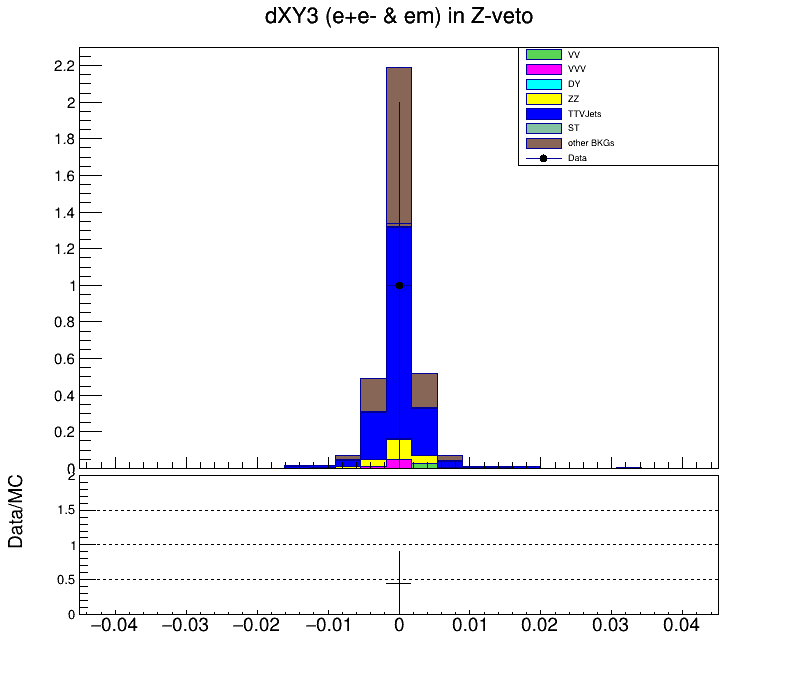 dXY3 (e+e- & em) in Z-veto
VV
VVV
DY
ZZ
TTVJets
ST
other BKGs
Data
2.2
2
1.8
1.6
1.4
1.2
1
0.8
0.6
0.4
0.2
0
Data/MC
2
1.5
1
0.5
0
−0.04 −0.03 −0.02 −0.01 0 0.01 0.02 0.03 0.04